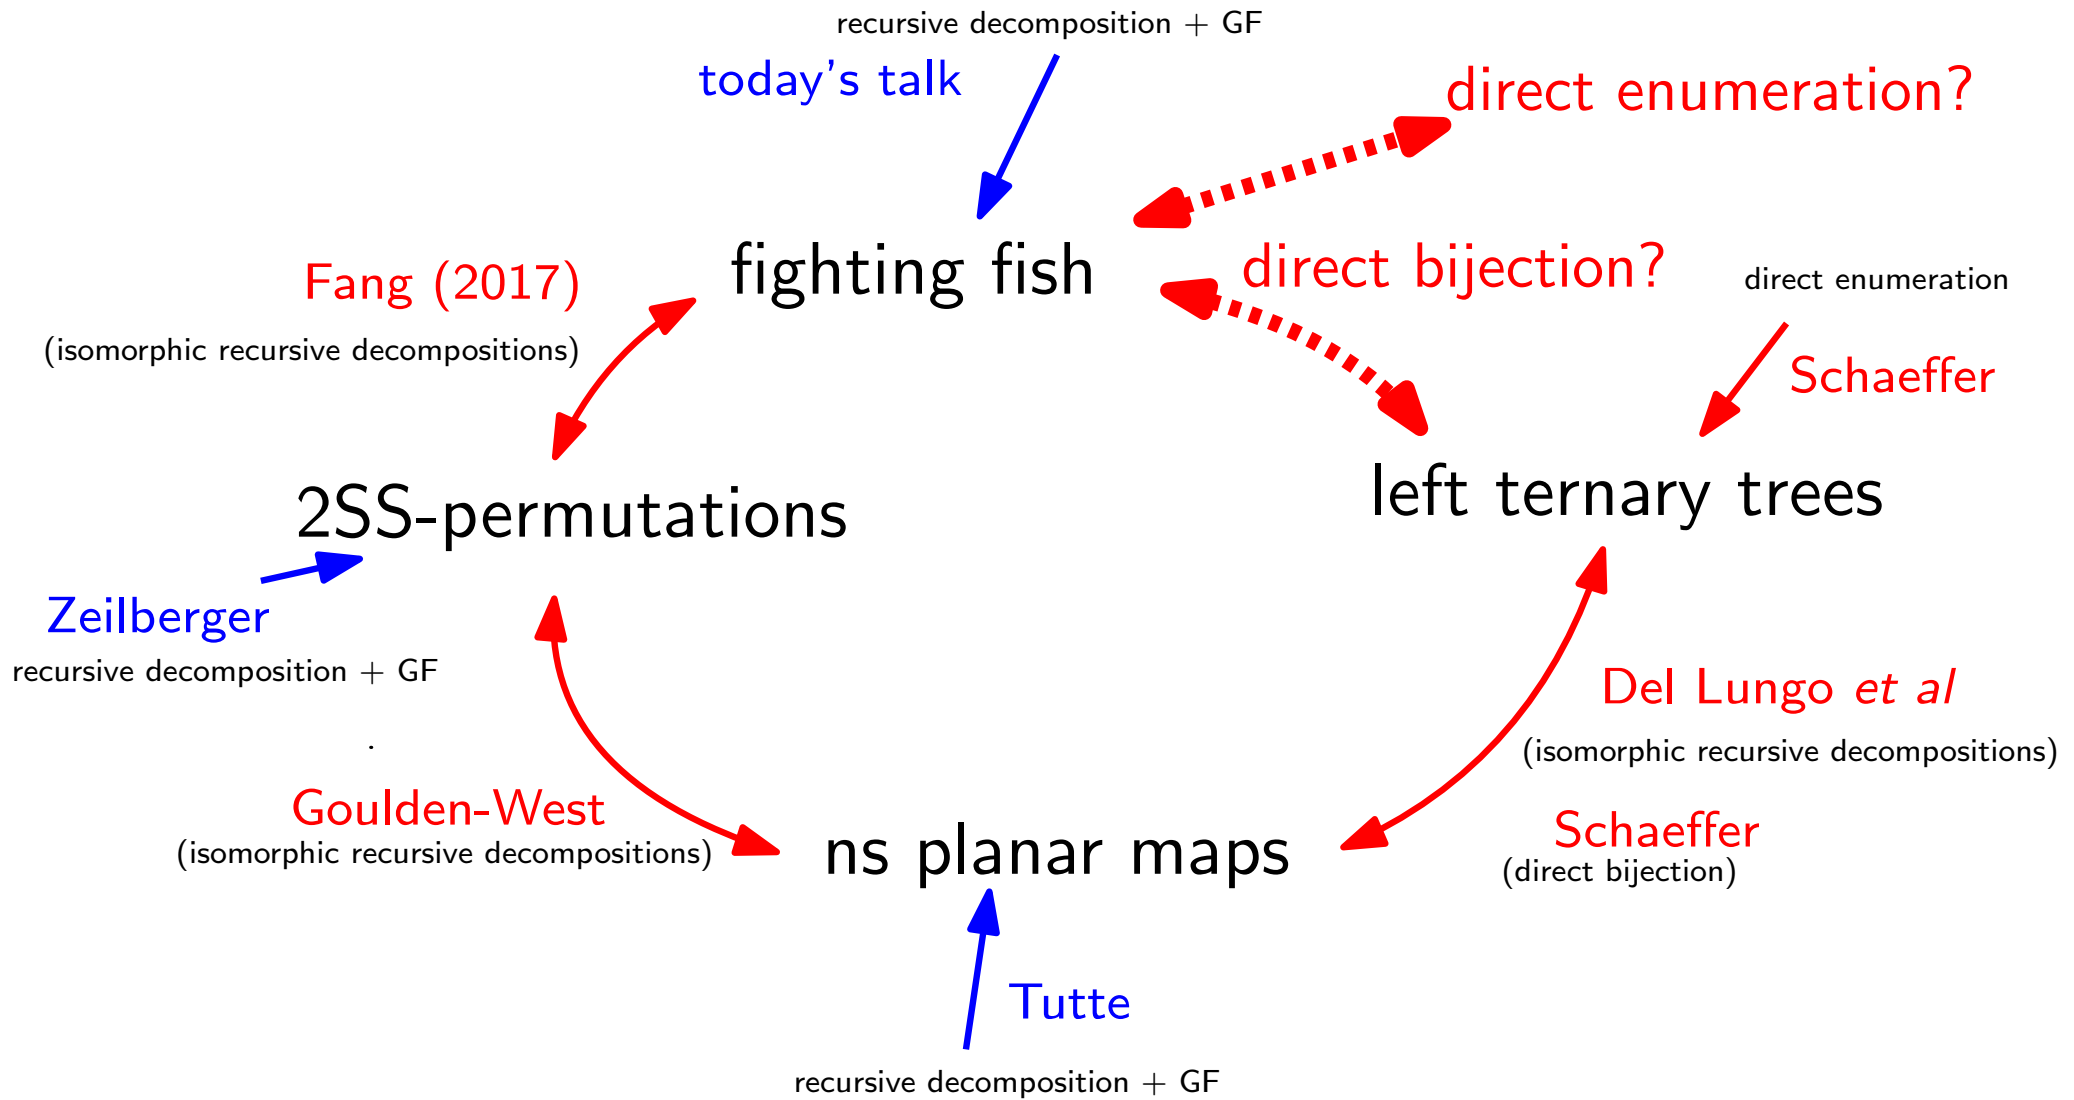 recursive decomposition + GF
today's talk
direct enumeration?
fighting fish
direct bijection?
Fang (2017)
(isomorphic recursive decompositions)
direct enumeration
Schaeffer
2SS-permutations
left ternary trees
Zeilberger
recursive decomposition + GF
.
Goulden-West
(isomorphic recursive decompositions)
Del Lungo et al
(isomorphic recursive decompositions)
Schaeffer
(direct bijection)
ns planar maps
Tutte
recursive decomposition + GF